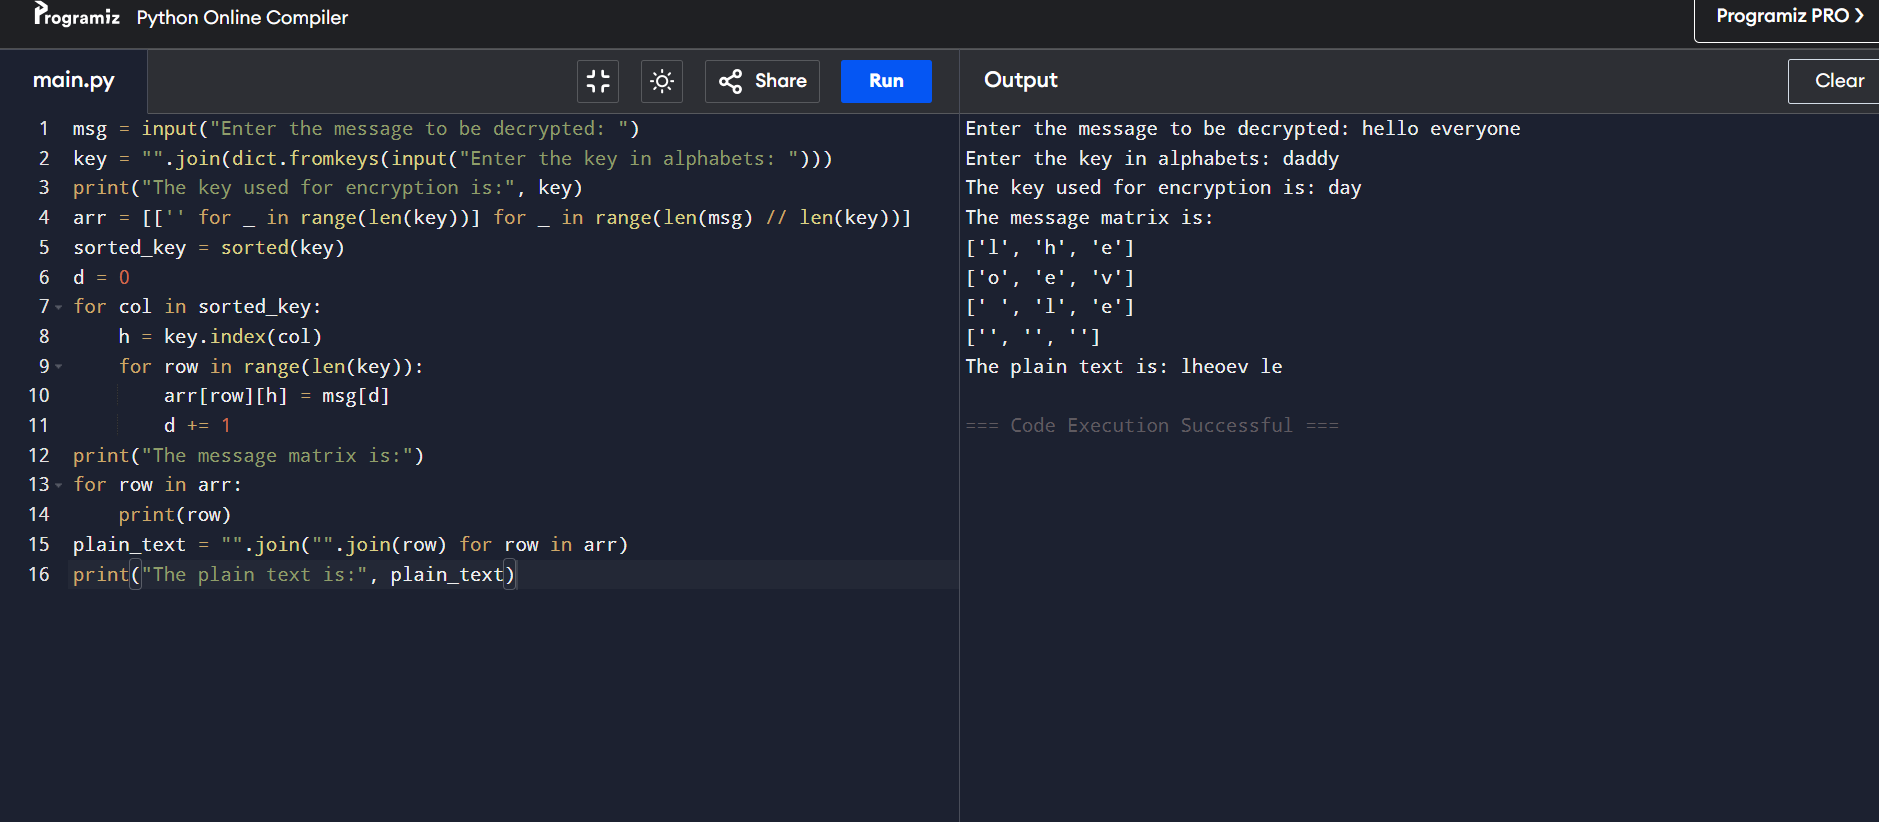 Programiz Python Online Compiler
Programiz PRO ❯
main.py
Share
Run
Output
Clear
1 msg = input("Enter the message to be decrypted: ")
2 key = "".join(dict.fromkeys(input("Enter the key in alphabets: ")))
3 print("The key used for encryption is:", key)
4 arr = [['' for _ in range(len(key))] for _ in range(len(msg) // len(key))]
5 sorted_key = sorted(key)
6 d = 0
7 for col in sorted_key:
8     h = key.index(col)
9     for row in range(len(key)):
10         arr[row][h] = msg[d]
11         d += 1
12 print("The message matrix is:")
13 for row in arr:
14     print(row)
15 plain_text = "".join("".join(row) for row in arr)
16 print("The plain text is:", plain_text)
Enter the message to be decrypted: hello everyone
Enter the key in alphabets: daddy
The key used for encryption is: day
The message matrix is:
['l', 'h', 'e']
['o', 'e', 'v']
[' ', 'l', 'e']
['', '', '']
The plain text is: lheoev le
=== Code Execution Successful ===